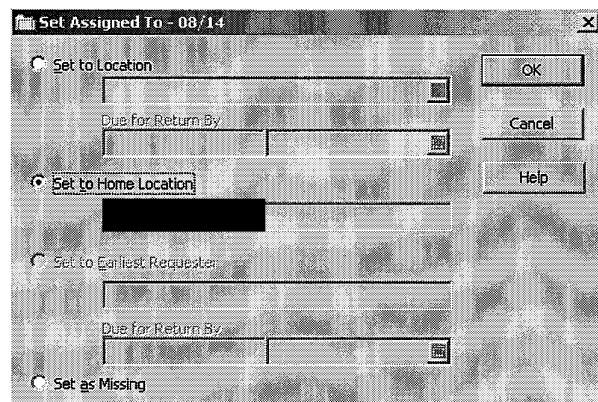 Set Assigned To - 08/14
Set to Location
OK
Due for Return By
Cancel
Set to Home Location
Help
Set to Earliest Requester
Due for Return By
Set as Missing